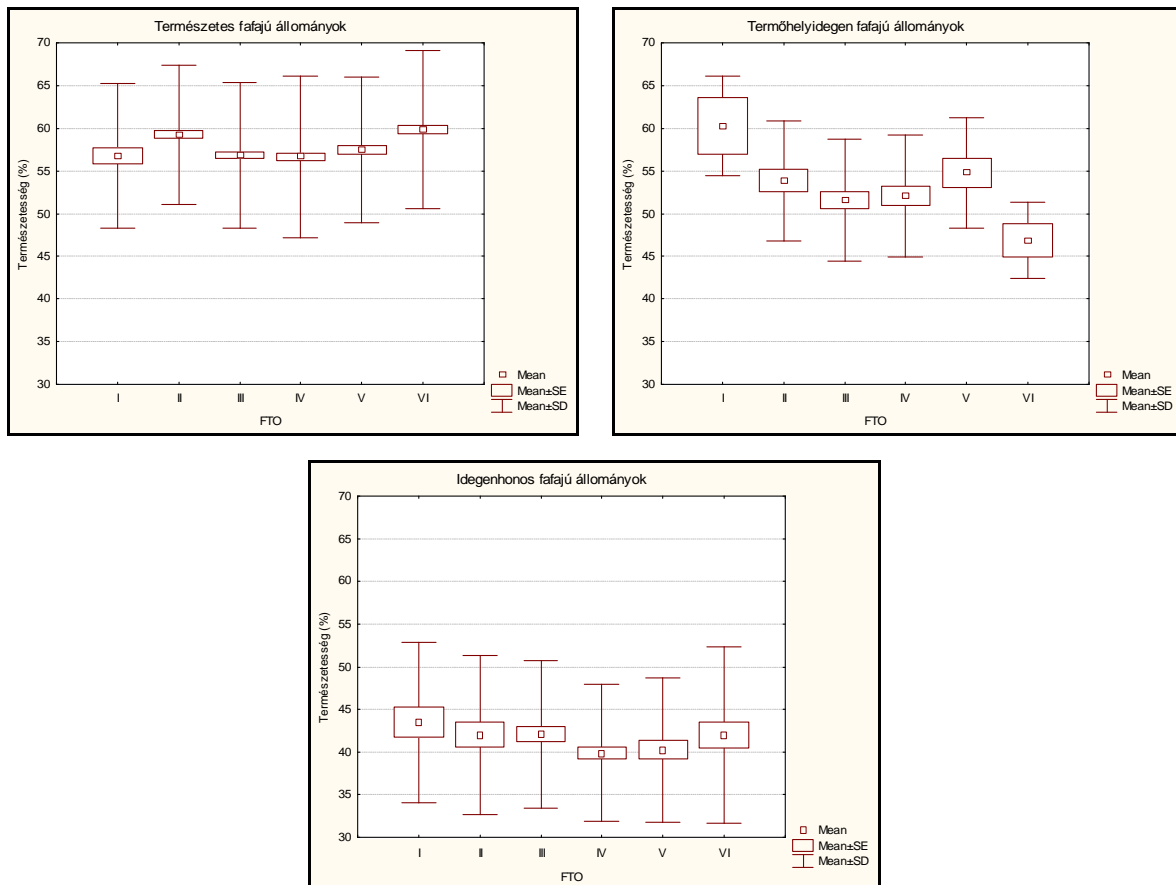 Természetes fafajú állományok
Természetesség (%)
70
65
60
55
50
45
40
35
30
I II III IV V VI
FTO
Mean
Mean±SE
Mean±SD
Termőhelyidegen fafajú állományok
Természetesség (%)
70
65
60
55
50
45
40
35
30
I II III IV V VI
FTO
Mean
Mean±SE
Mean±SD
Idegenhonos fafajú állományok
Természetesség (%)
70
65
60
55
50
45
40
35
30
I II III IV V VI
FTO
Mean
Mean±SE
Mean±SD